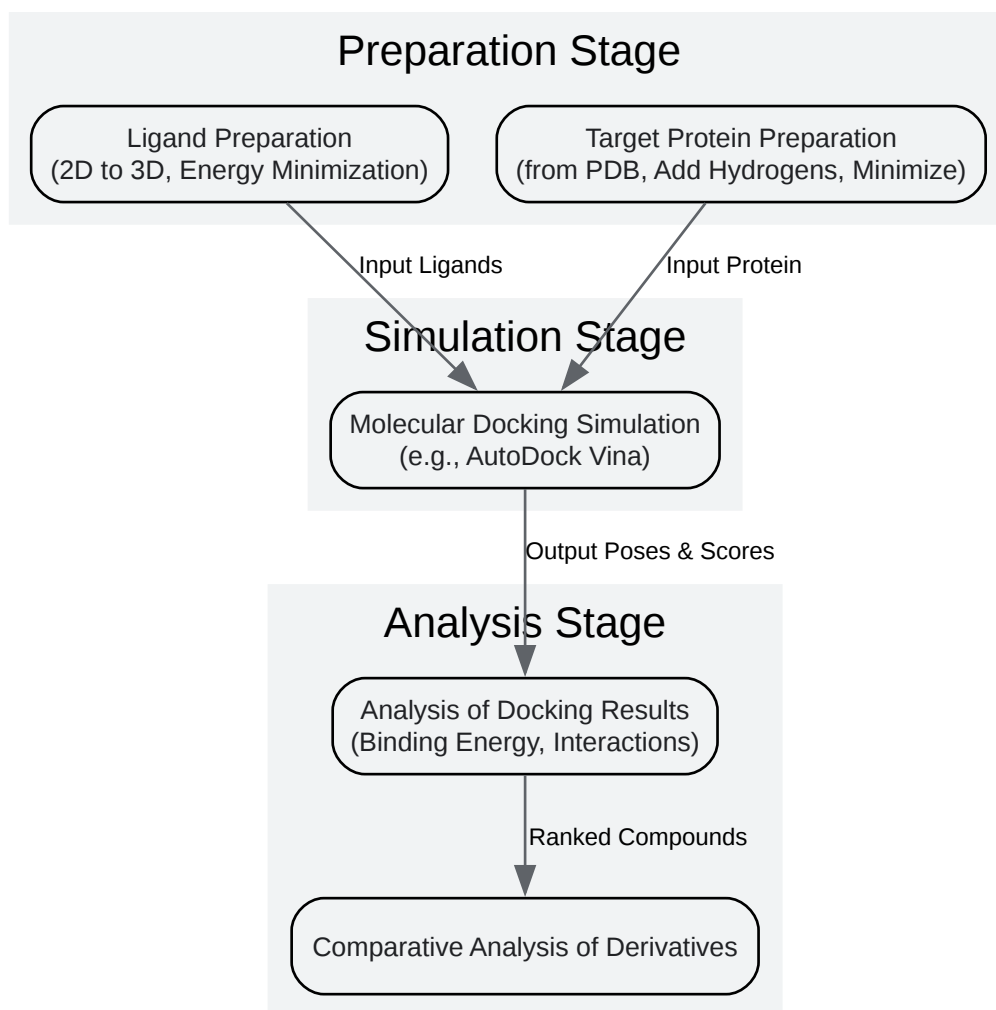 Preparation Stage
Ligand Preparation
(2D to 3D, Energy Minimization)
Target Protein Preparation
(from PDB, Add Hydrogens, Minimize)
Input Ligands
Input Protein
Simulation Stage
Molecular Docking Simulation
(e.g., AutoDock Vina)
Output Poses & Scores
Analysis Stage
Analysis of Docking Results
(Binding Energy, Interactions)
Ranked Compounds
Comparative Analysis of Derivatives